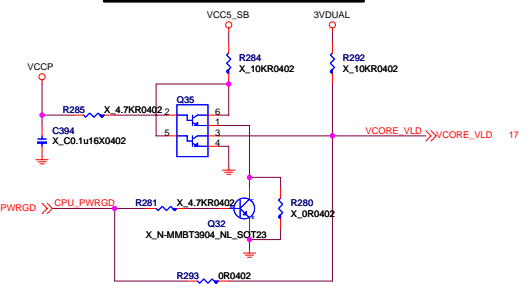 VCC5_SB 3VDUAL
R284
X_10KR0402
R292
X_10KR0402
VCCP
Q35
R285 X_4.7KR0402 2 6
1
C394
X_C0.1u16X0402
5 3
4
VCORE_VLD VCORE_VLD 17
PWRGD CPU_PWRGD R281 X_4.7KR0402
R280
X_0R0402
Q32
X_N-MMBT3904_NL_SOT23
R293 0R0402